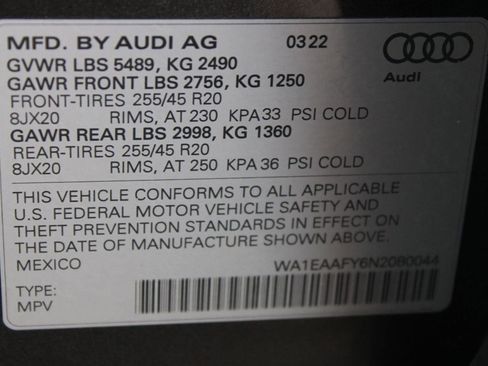 MFD. BY AUDI AG 03.22
GVWR LBS 5489, KG 2490
GAWR FRONT LBS 2756, KG 1250
FRONT-TIRES 255/45 R20
8JX20 RIMS, AT 230 KPA 33 PSI COLD
GAWR REAR LBS 2998, KG 1360
REAR-TIRES 255/45 R20
8JX20 RIMS, AT 250 KPA 36 PSI COLD
Audi
THIS VEHICLE CONFORMS TO ALL APPLICABLE
U.S. FEDERAL MOTOR VEHICLE SAFETY AND
THEFT PREVENTION STANDARDS IN EFFECT ON
THE DATE OF MANUFACTURE SHOWN ABOVE.
MEXICO WA1EAAFY6N2080044
TYPE:
MPV